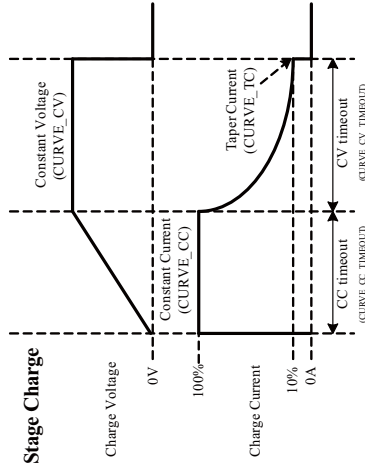 Stage Charge
Charge Voltage
Constant Voltage
(CURVE_CV)
0V
100%
Constant Current
(CURVE_CC)
Charge Current
Taper Current
(CURVE_TC)
10%
0A
CC timeout
(CURVE_CC_TIMEOUT)
CV timeout
(CURVE_CV_TIMEOUT)